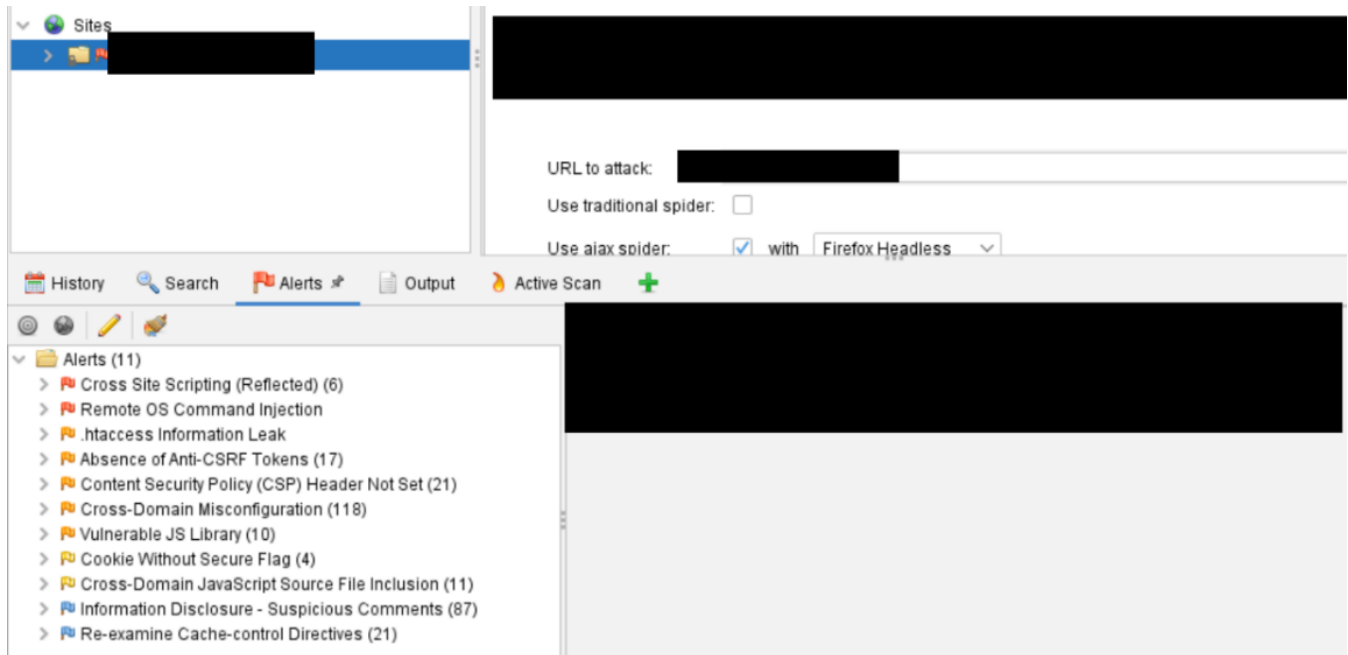 Sites
URL to attack:
Use traditional spider:
Use ajax spider: with Firefox Headless
History Search Alerts Output Active Scan
Alerts (11)
Cross Site Scripting (Reflected) (6)
Remote OS Command Injection
.htaccess Information Leak
Absence of Anti-CSRF Tokens (17)
Content Security Policy (CSP) Header Not Set (21)
Cross-Domain Misconfiguration (118)
Vulnerable JS Library (10)
Cookie Without Secure Flag (4)
Cross-Domain JavaScript Source File Inclusion (11)
Information Disclosure - Suspicious Comments (87)
Re-examine Cache-control Directives (21)